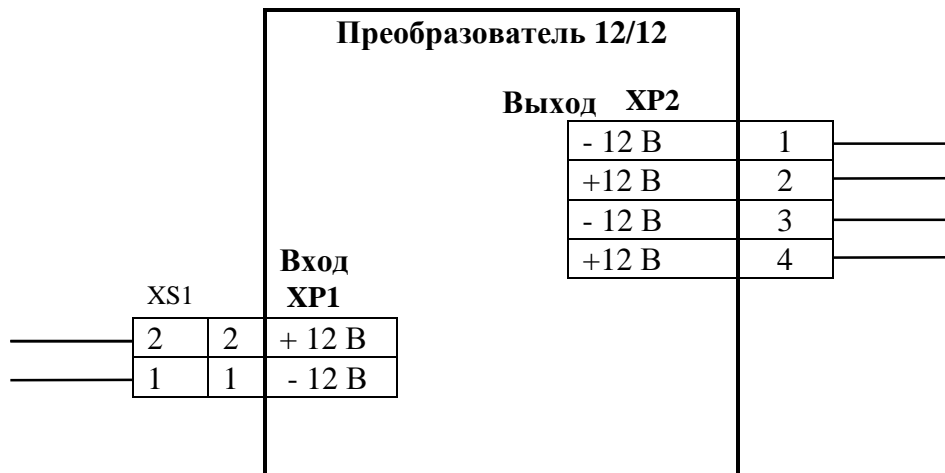 Преобразователь 12/12
Выход XP2
- 12 В 1
+12 В 2
- 12 В 3
+12 В 4
Вход
XS1 XP1
2 2 + 12 В
1 1 - 12 В